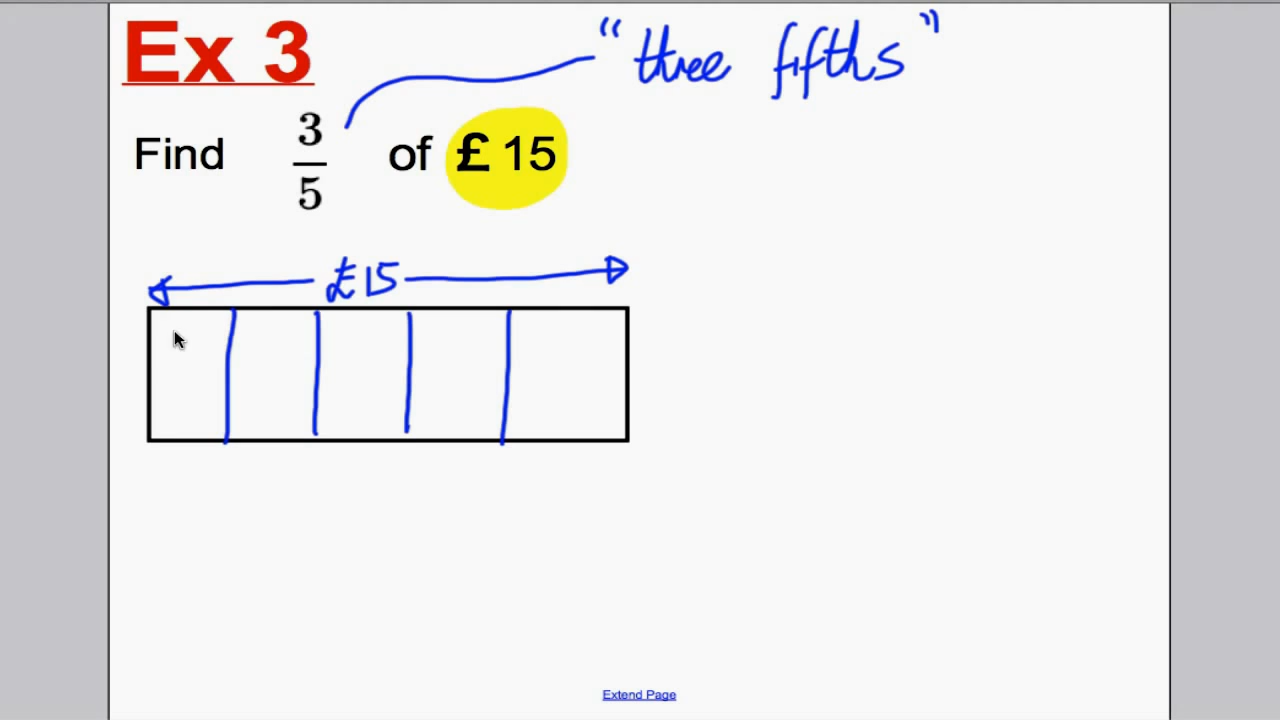 Ex 3
“three fifths”
Find 3/5 of £ 15
£15
Extend Page